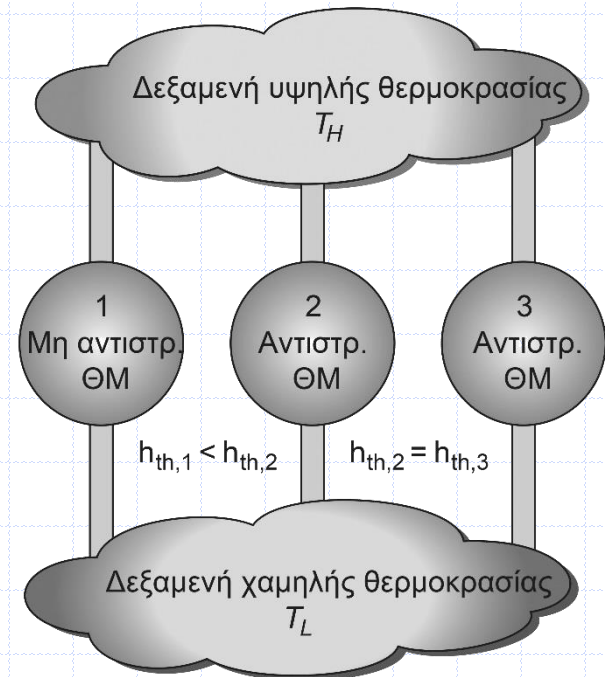 Δεξαμενή υψηλής θερμοκρασίας
T_H
1
Μη αντιστρ.
ΘΜ
2
Αντιστρ.
ΘΜ
3
Αντιστρ.
ΘΜ
h_th,1 < h_th,2
h_th,2 = h_th,3
Δεξαμενή χαμηλής θερμοκρασίας
T_L